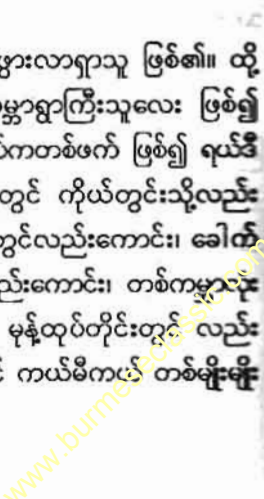 ဖွားလာရှာသူ ဖြစ်၏။ ထို့
မ္ဘာရွာကြီးသူလေး ဖြစ်၍
ကတစ်ဖက် ဖြစ်၍ ရယ်ဒီ
တွင် ကိုယ်တွင်းသို့လည်း
တွင်လည်းကောင်း၊ ခေါက်
ည်းကောင်း၊ တစ်ကမ္ဘာလုံး
မုန့်ထုပ်တိုင်းတွင် လည်း
ကယ်မီကယ် တစ်မျိုးမျိုး
www.burmeseclassic.com